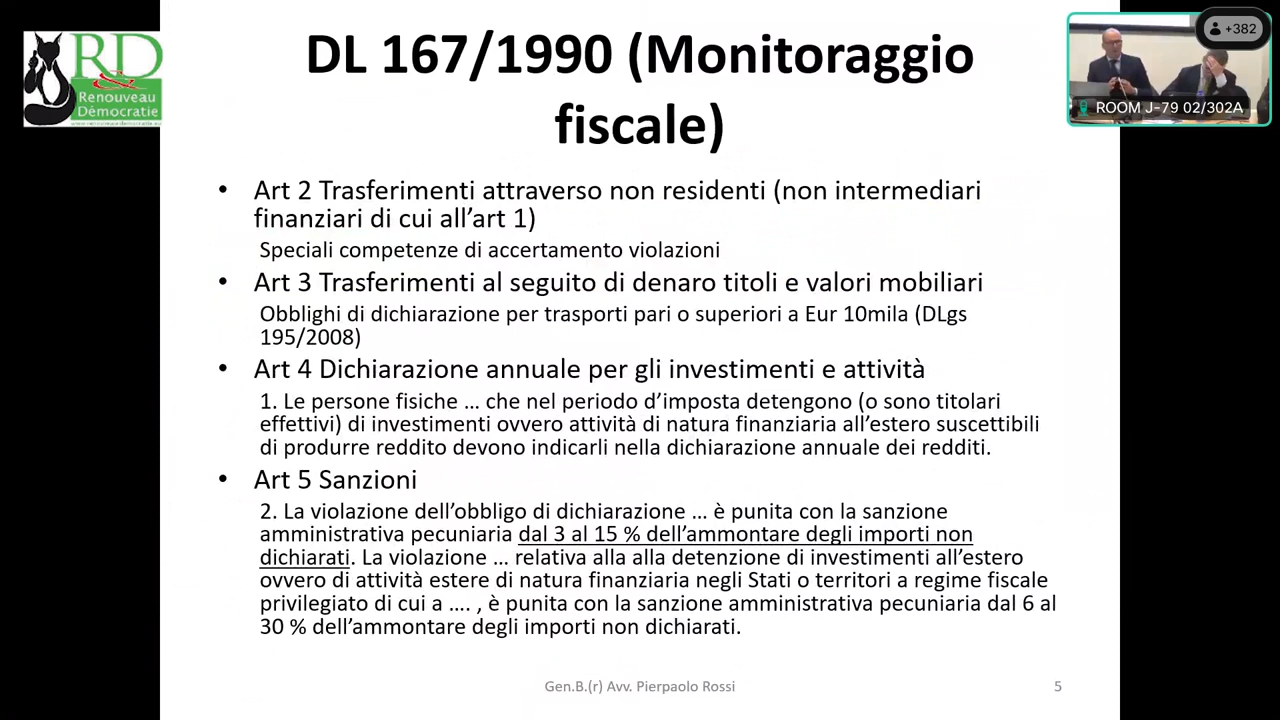 RD
&
Renouveau
Démocratie
DL 167/1990 (Monitoraggio
fiscale)
+382
ROOM J-79 02/302A
• Art 2 Trasferimenti attraverso non residenti (non intermediari
finanziari di cui all’art 1)
Speciali competenze di accertamento violazioni
• Art 3 Trasferimenti al seguito di denaro titoli e valori mobiliari
Obblighi di dichiarazione per trasporti pari o superiori a Eur 10mila (DLgs
195/2008)
• Art 4 Dichiarazione annuale per gli investimenti e attività
1. Le persone fisiche … che nel periodo d’imposta detengono (o sono titolari
effettivi) di investimenti ovvero attività di natura finanziaria all’estero suscettibili
di produrre reddito devono indicarli nella dichiarazione annuale dei redditi.
• Art 5 Sanzioni
2. La violazione dell’obbligo di dichiarazione … è punita con la sanzione
amministrativa pecuniaria dal 3 al 15 % dell’ammontare degli importi non
dichiarati. La violazione … relativa alla alla detenzione di investimenti all’estero
ovvero di attività estere di natura finanziaria negli Stati o territori a regime fiscale
privilegiato di cui a …. , è punita con la sanzione amministrativa pecuniaria dal 6 al
30 % dell’ammontare degli importi non dichiarati.
Gen.B.(r) Avv. Pierpaolo Rossi
5